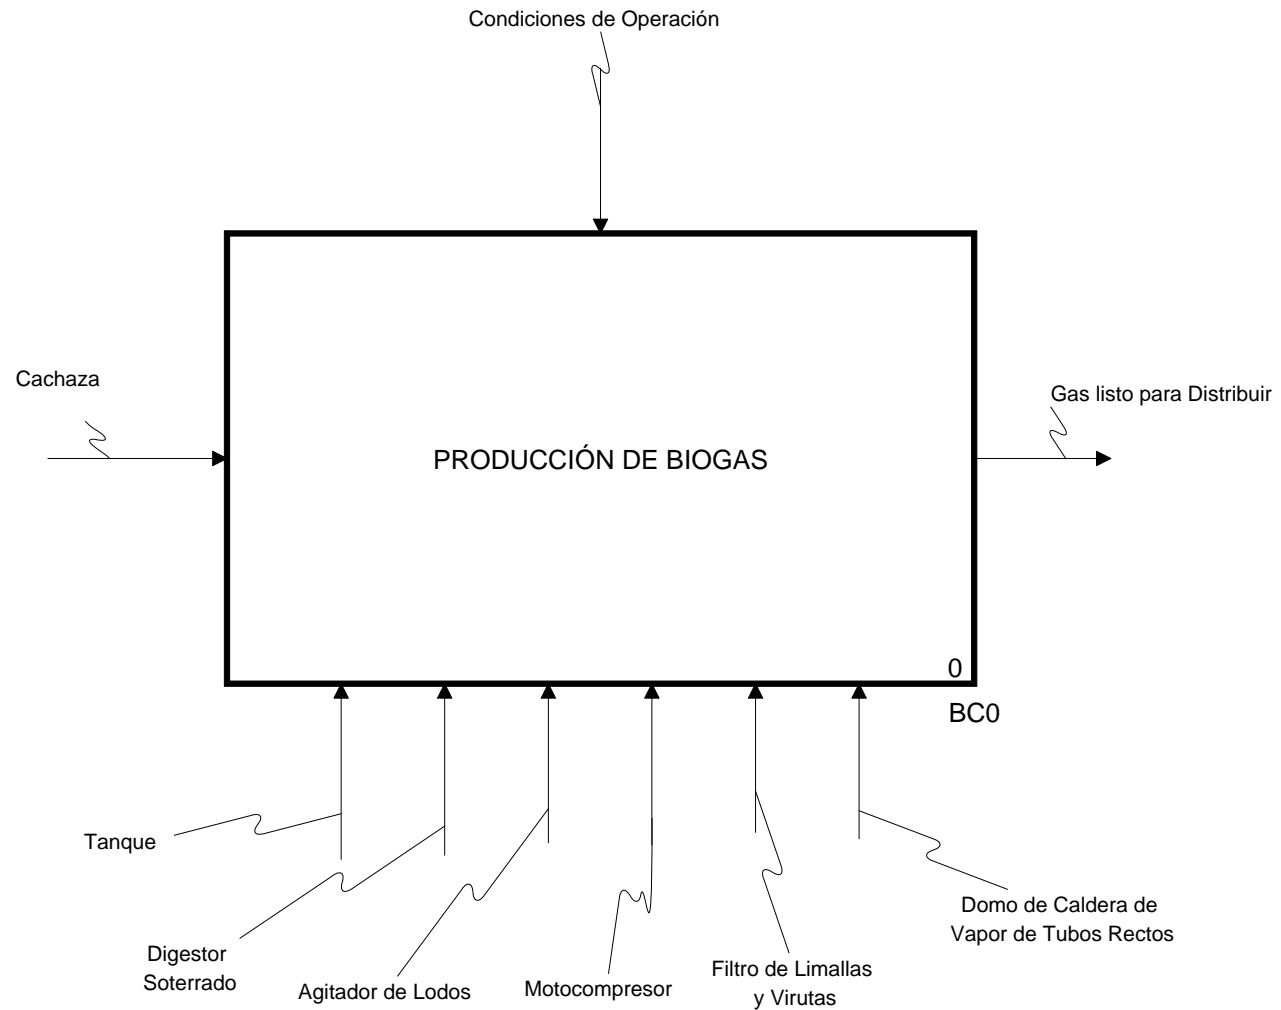 Condiciones de Operación
Cachaza
Gas listo para Distribuir
PRODUCCIÓN DE BIOGAS
0
BC0
Tanque
Digestor
Soterrado
Agitador de Lodos
Motocompresor
Filtro de Limallas
y Virutas
Domo de Caldera de
Vapor de Tubos Rectos